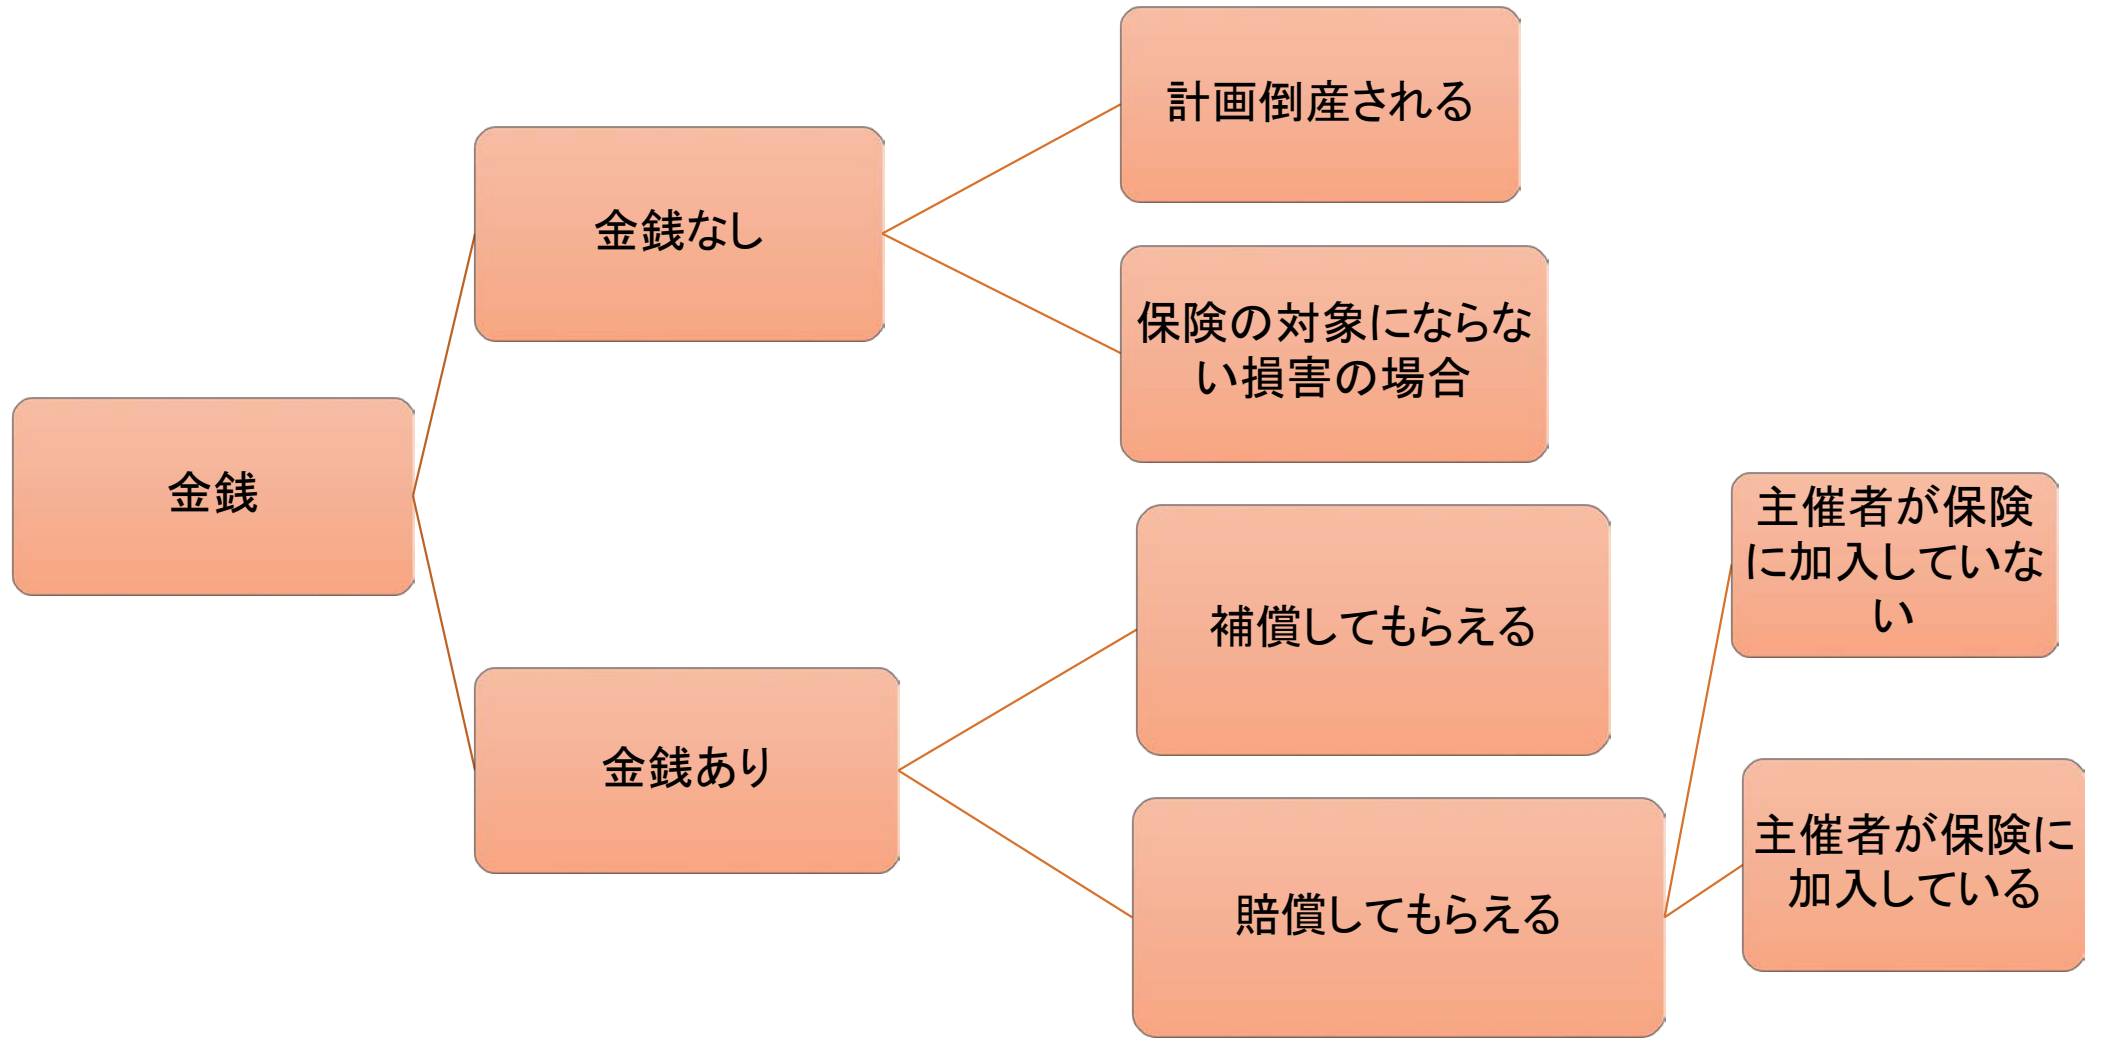 金銭
金銭なし
計画倒産される
保険の対象にならな
い損害の場合
金銭あり
補償してもらえる
賠償してもらえる
主催者が保険
に加入していな
い
主催者が保険に
加入している